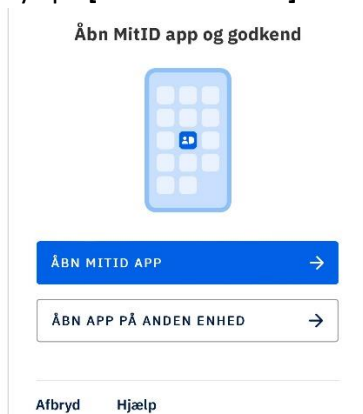 Åbn MitID app og godkend
ÅBN MITID APP
ÅBN APP PÅ ANDEN ENHED
Afbryd Hjælp